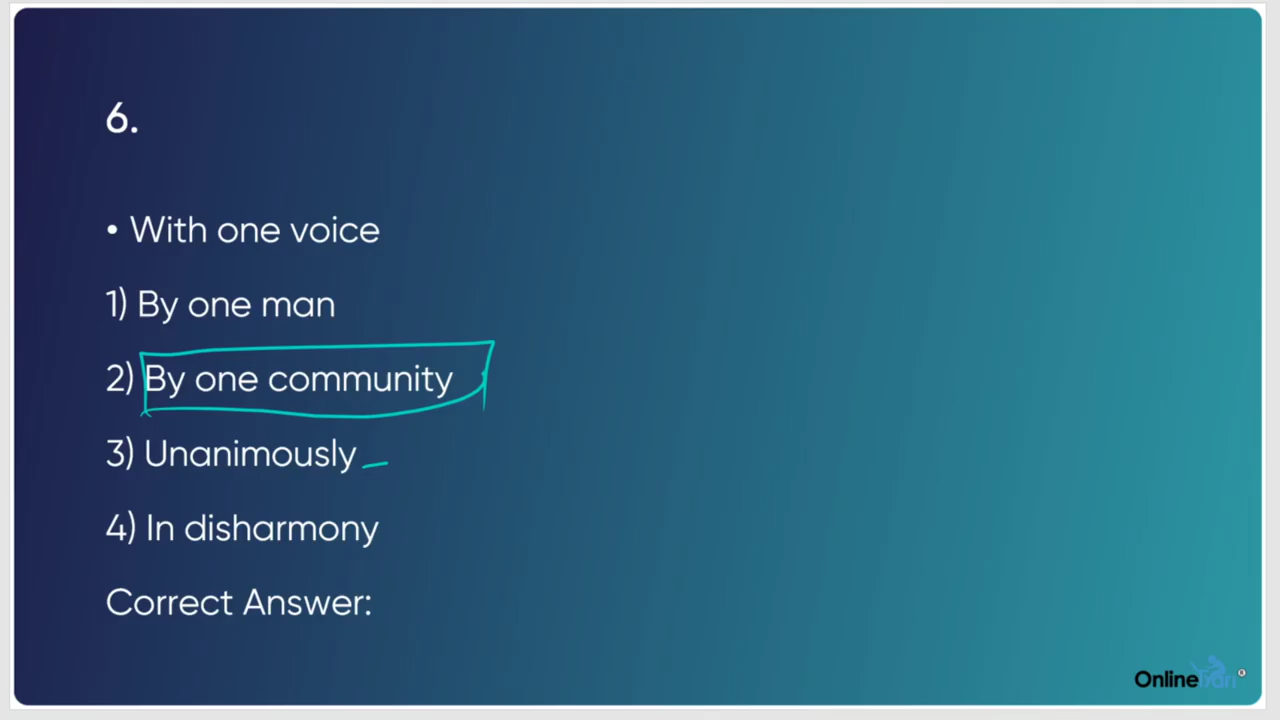 6.
• With one voice
1) By one man
2) By one community
3) Unanimously
4) In disharmony
Correct Answer:
OnlineTyari ®